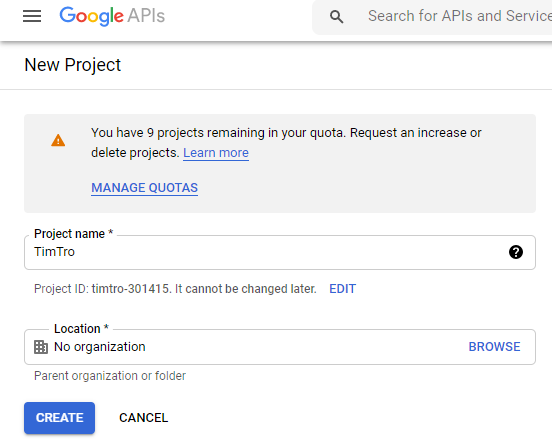 Google APIs
Search for APIs and Service
New Project
You have 9 projects remaining in your quota. Request an increase or
delete projects. Learn more
MANAGE QUOTAS
Project name *
TimTro
Project ID: timtro-301415. It cannot be changed later. EDIT
Location *
No organization BROWSE
Parent organization or folder
CREATE CANCEL